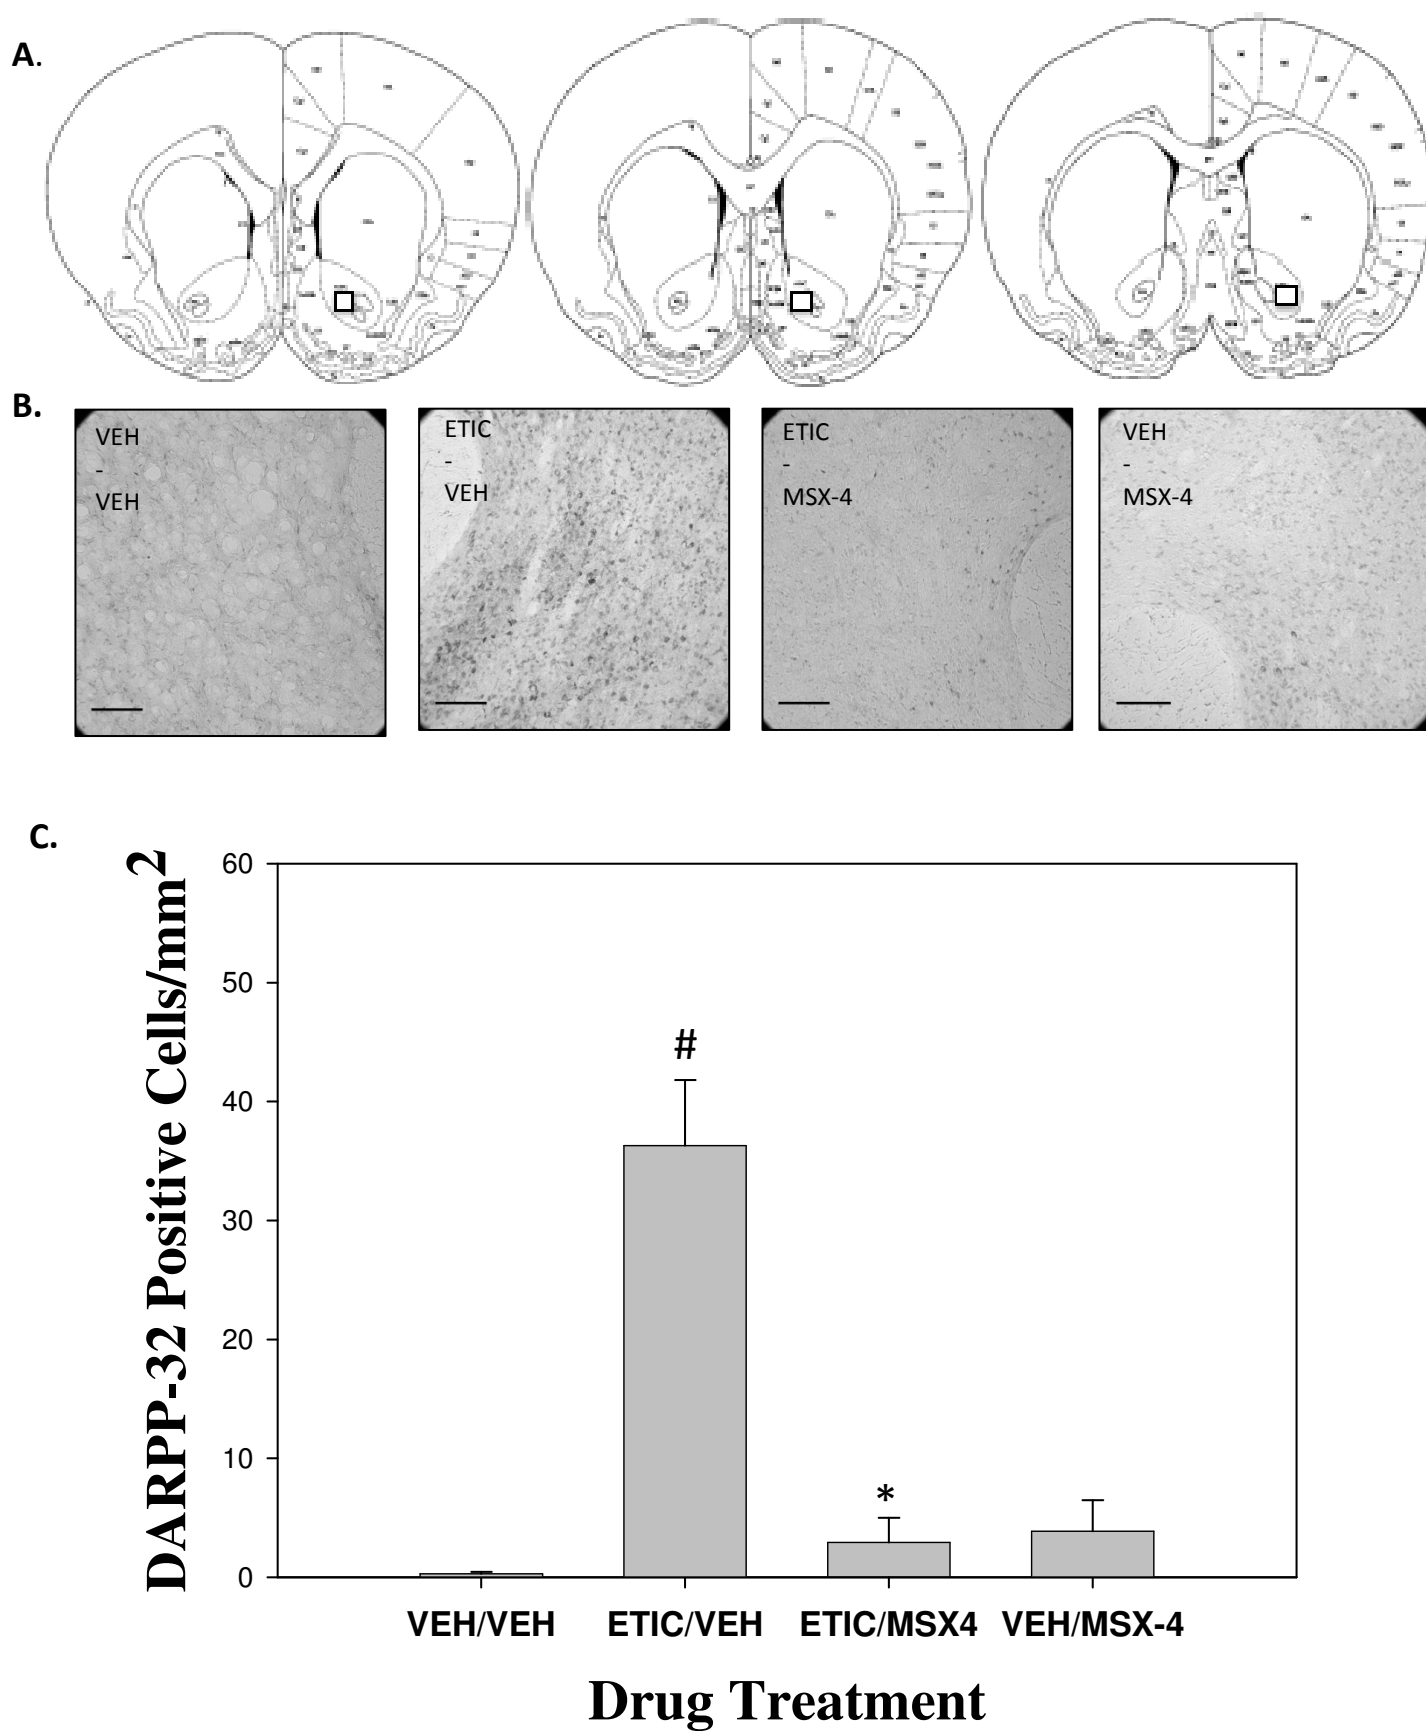 A.
B.
VEH
-
VEH
ETIC
-
VEH
ETIC
-
MSX-4
VEH
-
MSX-4
C.
DARPP-32 Positive Cells/mm²
60
50
40
30
20
10
0
#
*
VEH/VEH
ETIC/VEH
ETIC/MSX4
VEH/MSX-4
Drug Treatment